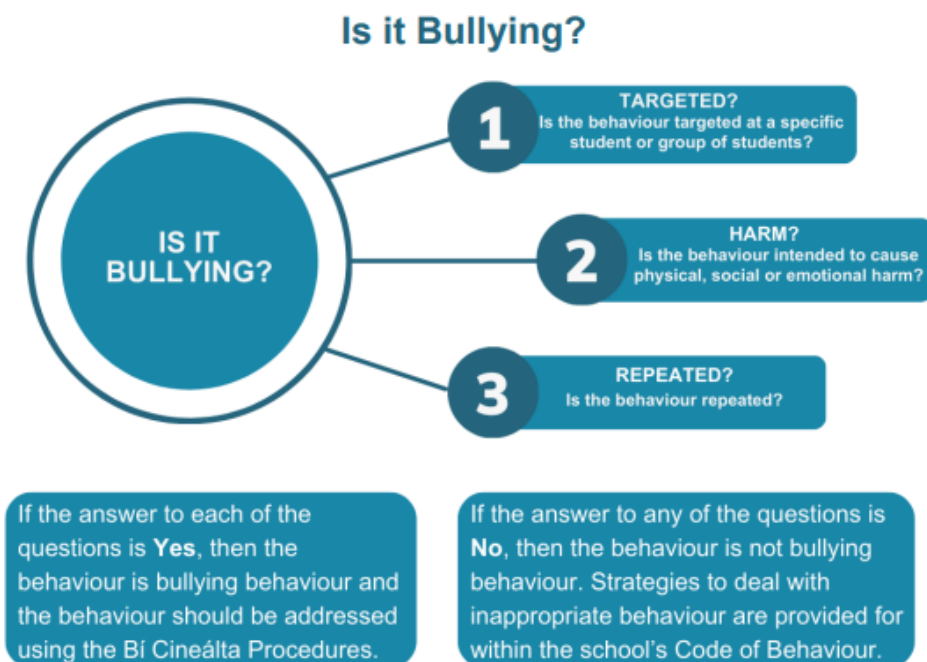 Is it Bullying?
IS IT
BULLYING?
1
TARGETED?
Is the behaviour targeted at a specific
student or group of students?
2
HARM?
Is the behaviour intended to cause
physical, social or emotional harm?
3
REPEATED?
Is the behaviour repeated?
If the answer to each of the
questions is Yes, then the
behaviour is bullying behaviour and
the behaviour should be addressed
using the Bí Cineálta Procedures.
If the answer to any of the questions is
No, then the behaviour is not bullying
behaviour. Strategies to deal with
inappropriate behaviour are provided for
within the school's Code of Behaviour.